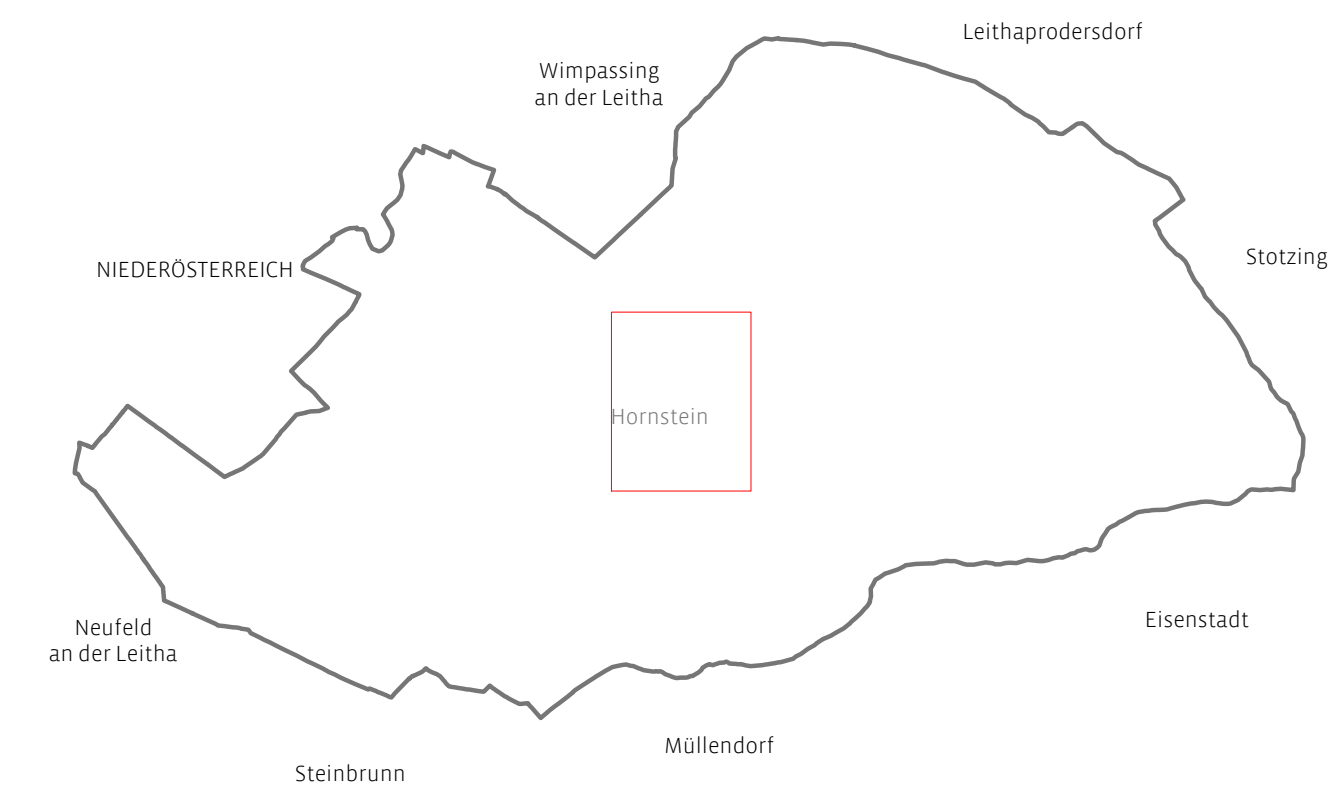 Leithaprodersdorf
Wimpassing
an der Leitha
Stotzing
NIEDERÖSTERREICH
Hornstein
Eisenstadt
Neufeld
an der Leitha
Müllendorf
Steinbrunn